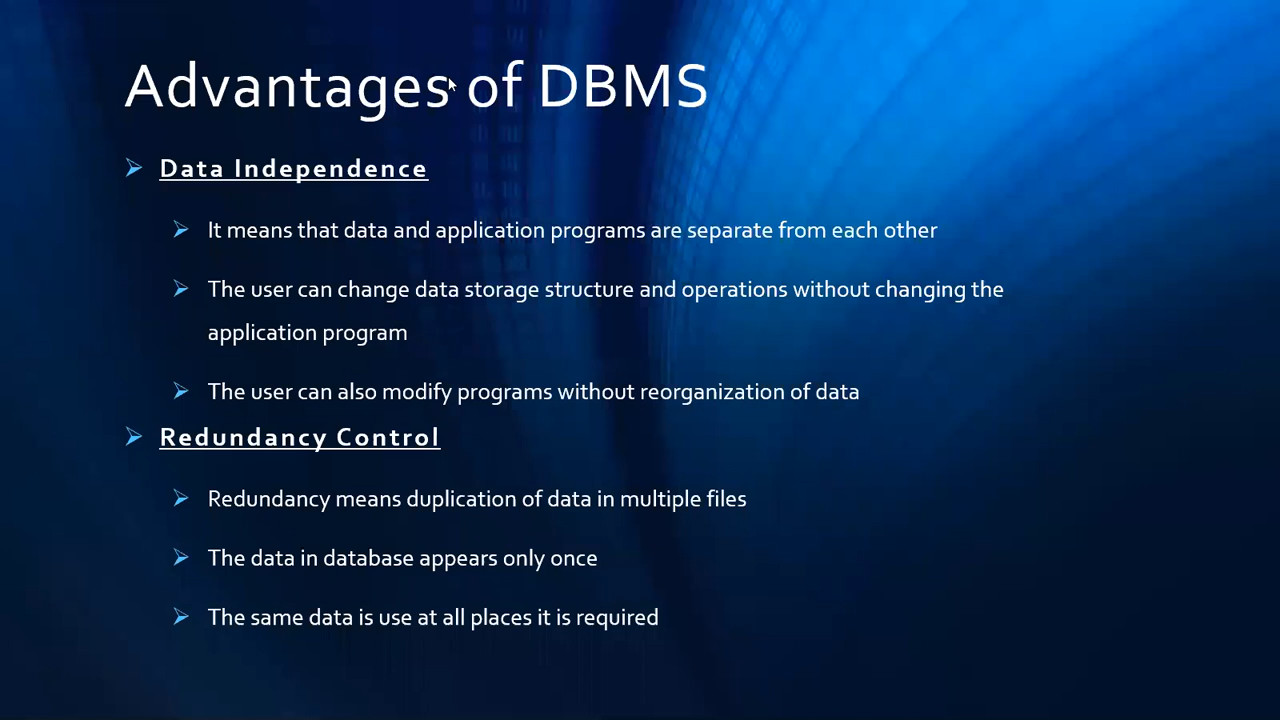 Advantages of DBMS
Data Independence
It means that data and application programs are separate from each other
The user can change data storage structure and operations without changing the
application program
The user can also modify programs without reorganization of data
Redundancy Control
Redundancy means duplication of data in multiple files
The data in database appears only once
The same data is use at all places it is required